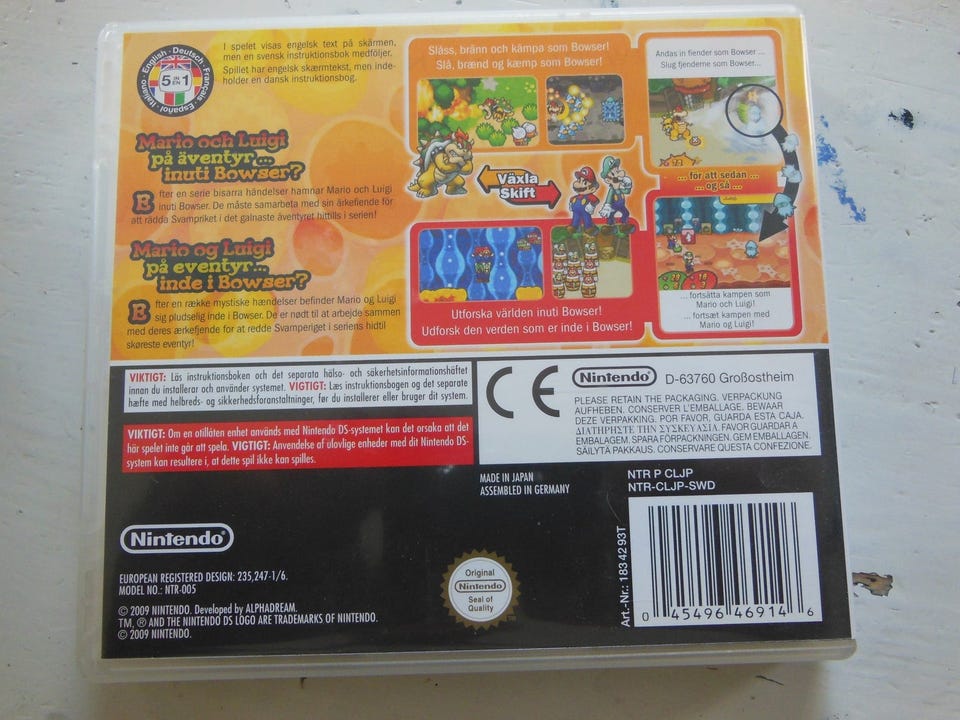 English · Deutsch · Français · Español · Italiano ·
5 IN EN 1
I spelet visas engelsk text på skärmen,
men en svensk instruktionsbok medföljer.
Spillet har engelsk skærmtekst, men inde-
holder en dansk instruktionsbog.
Mario och Luigi
på äventyr...
inuti Bowser?
Efter en serie bisarra händelser hamnar Mario och Luigi
inuti Bowser. De måste samarbeta med sin ärkefiende för
att rädda Svampriket i det galnaste äventyret hittills i serien!
Mario og Luigi
på eventyr...
inde i Bowser?
Efter en række mystiske hændelser befinder Mario og Luigi
sig pludselig inde i Bowser. De er nødt til at arbejde sammen
med deres ærkefjende for at redde Svamperiget i seriens hidtil
skøreste eventyr!
Slåss, bränn och kämpa som Bowser!
Slå, brænd og kæmp som Bowser!
Växla
Skift
Utforska världen inuti Bowser!
Udforsk den verden som er inde i Bowser!
Andas in fiender som Bowser ...
Slug fjenderne som Bowser...
... för att sedan ...
... og så ...
... fortsätta kampen som
Mario och Luigi!
... fortsæt kampen med
Mario og Luigi!
VIKTIGT: Läs instruktionsboken och det separata hälso- och säkerhetsinformationshäftet
innan du installerar och använder systemet. VIGTIGT: Læs instruktionsbogen og det separate
hæfte med helbreds- og sikkerhedsforanstaltninger, før du installerer eller bruger dit system.
VIKTIGT: Om en otillåten enhet används med Nintendo DS-systemet kan det orsaka att det
här spelet inte går att spela. VIGTIGT: Anvendelse af ulovlige enheder med dit Nintendo DS-
system kan resultere i, at dette spil ikke kan spilles.
CE
Nintendo®
D-63760 Großostheim
PLEASE RETAIN THE PACKAGING. VERPACKUNG
AUFHEBEN. CONSERVER L'EMBALLAGE. BEWAAR
DEZE VERPAKKING. POR FAVOR, GUARDA ESTA CAJA.
ΔΙΑΤΗΡΗΣΤΕ ΤΗΝ ΣΥΣΚΕΥΑΣΙΑ. FAVOR GUARDAR A
EMBALAGEM. SPARA FÖRPACKNINGEN. GEM EMBALLAGEN.
SÄILYTÄ PAKKAUS. CONSERVARE QUESTA CONFEZIONE.
MADE IN JAPAN
ASSEMBLED IN GERMANY
NTR P CLJP
NTR-CLJP-SWD
Nintendo®
EUROPEAN REGISTERED DESIGN: 235,247-1/6.
MODEL NO.: NTR-005
© 2009 NINTENDO. Developed by ALPHADREAM.
TM, ® AND THE NINTENDO DS LOGO ARE TRADEMARKS OF NINTENDO.
© 2009 NINTENDO.
Original
Nintendo
Seal of
Quality
Art.-Nr.: 183 42 93T
0 45496 46914 6